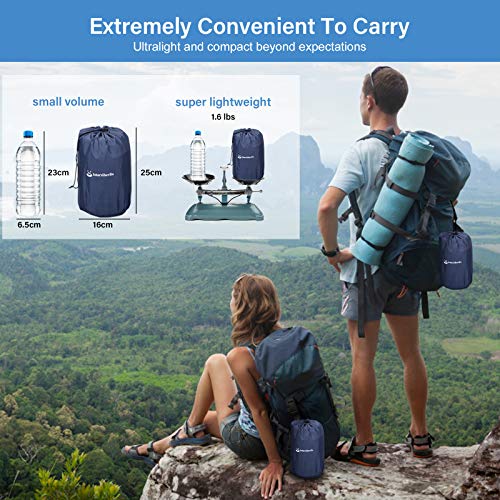 Extremely Convenient To Carry
Ultralight and compact beyond expectations
small volume
super lightweight
1.6 lbs
23cm
25cm
6.5cm
16cm